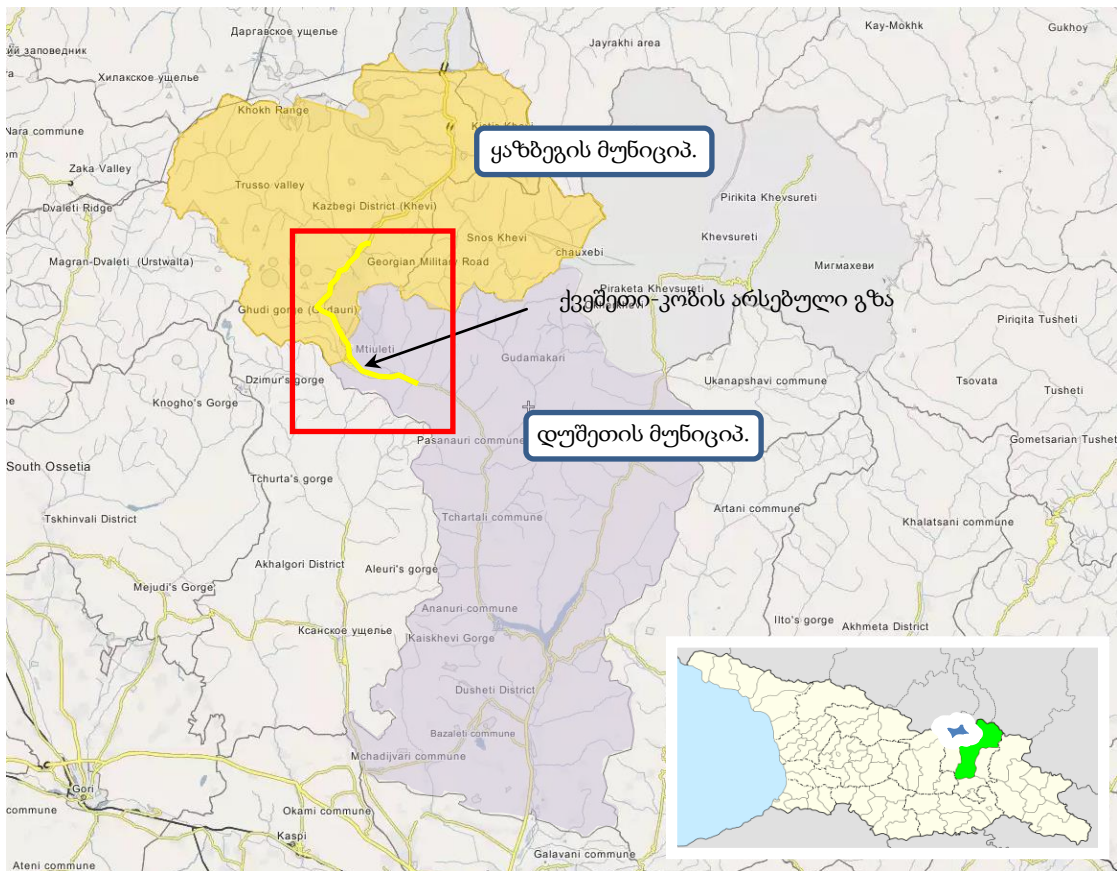 Даргавское ущелье
Kay-Mokhk
Gukhoy
Jayrakhi area
ий заповедник
Хилакское ущелье
Khokh Range
Nara commune
ყაზბეგის მუნიციპ.
Zaka Valley
Trusso valley
Pirikita Khevsureti
Dvaleti Ridge
Kazbegi District (Khevi)
Snos Khevi
Khevsureti
chauxebi
Magran-Dvaleti (Urstwalta)
Georgian Military Road
Мигмахеви
Piraketa Khevsureti
ქვეშეთი-კობის არსებული გზა
Ghudi gorge
Piriqita Tusheti
Mtiuleti
Gudamakari
Dzimur's gorge
Ukanapshavi commune
Tsovata
Tusheti
Knogho's Gorge
დუშეთის მუნიციპ.
Pasanauri commune
Gometsarian Tushet
South Ossetia
Tchurta's gorge
Tchartali commune
Artani commune
Tskhinvali District
Khalatsani commune
Akhalgori District
Aleuri's gorge
Mejudi's Gorge
Ananuri commune
Ilto's gorge
Akhmeta District
Ксанское ущелье
Kaiskhevi Gorge
Dusheti District
Bazaleti commune
Mchadijvari commune
Gori
commune
Okami commune
Kaspi
Galavani commune
Ateni commune